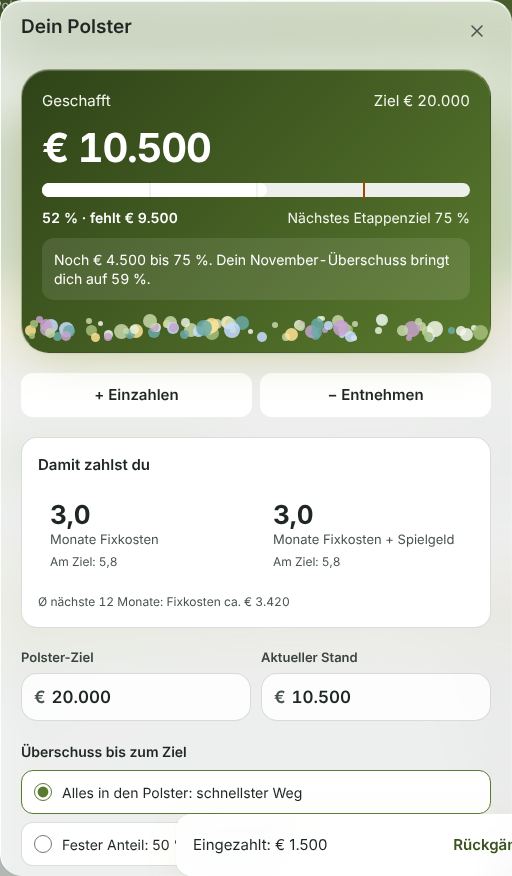 Dein Polster
Geschafft
Ziel € 20.000
€ 10.500
52 % · fehlt € 9.500
Nächstes Etappenziel 75 %
Noch € 4.500 bis 75 %. Dein November-Überschuss bringt
dich auf 59 %.
+ Einzahlen
− Entnehmen
Damit zahlst du
3,0
Monate Fixkosten
Am Ziel: 5,8
3,0
Monate Fixkosten + Spielgeld
Am Ziel: 5,8
Ø nächste 12 Monate: Fixkosten ca. € 3.420
Polster-Ziel
Aktueller Stand
€ 20.000
€ 10.500
Überschuss bis zum Ziel
Alles in den Polster: schnellster Weg
Fester Anteil: 50
Eingezahlt: € 1.500